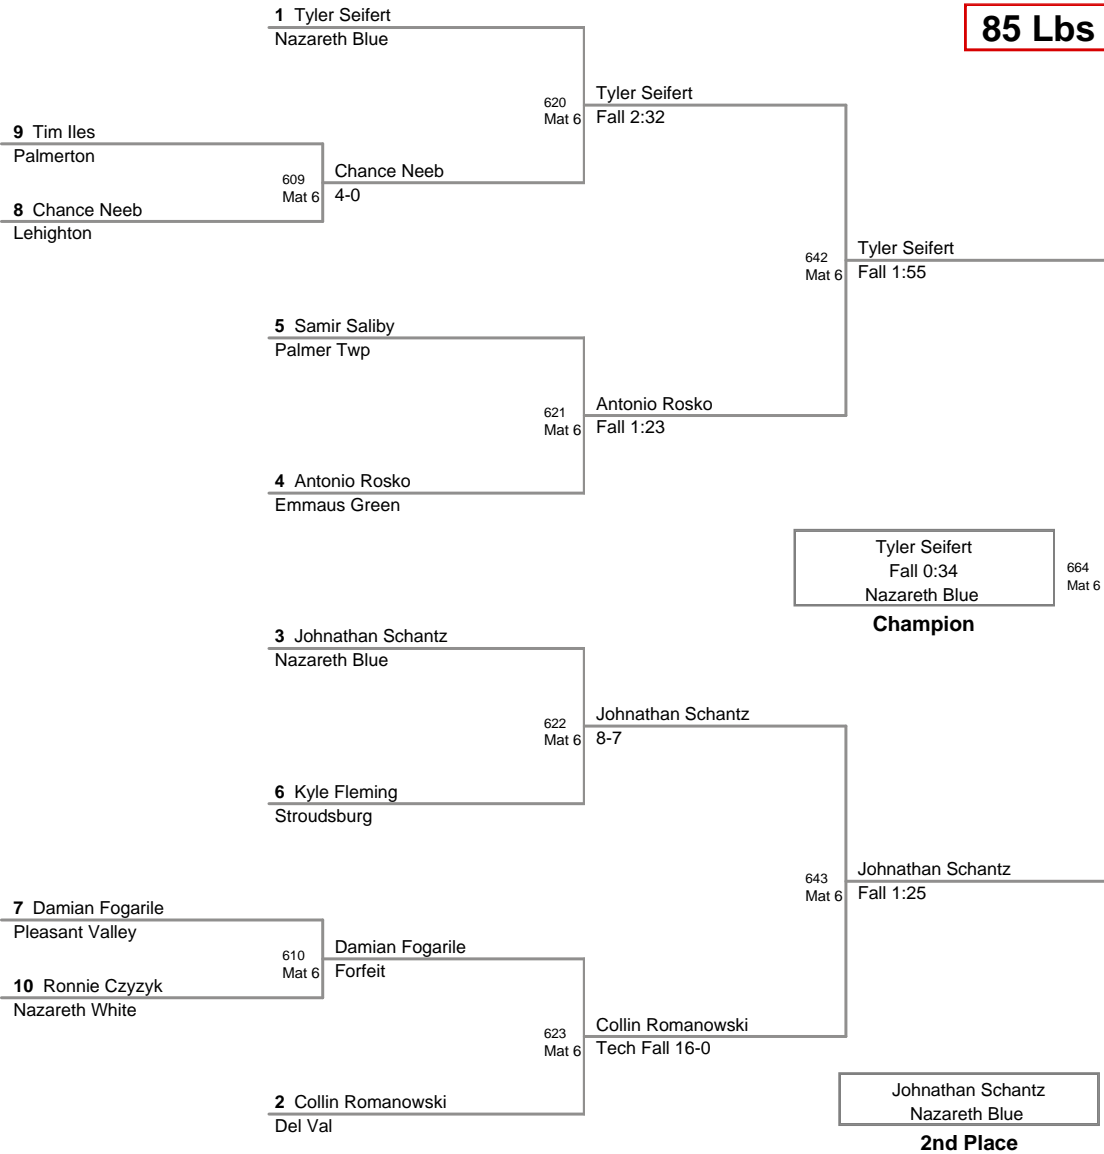 1 Tyler Seifert
Nazareth Blue
85 Lbs
620
Mat 6
Tyler Seifert
Fall 2:32
9 Tim Iles
Palmerton
609
Mat 6
Chance Neeb
4-0
8 Chance Neeb
Lehighton
642
Mat 6
Tyler Seifert
Fall 1:55
5 Samir Saliby
Palmer Twp
621
Mat 6
Antonio Rosko
Fall 1:23
4 Antonio Rosko
Emmaus Green
Tyler Seifert
Fall 0:34
Nazareth Blue
664
Mat 6
Champion
3 Johnathan Schantz
Nazareth Blue
622
Mat 6
Johnathan Schantz
8-7
6 Kyle Fleming
Stroudsburg
643
Mat 6
Johnathan Schantz
Fall 1:25
7 Damian Fogarile
Pleasant Valley
610
Mat 6
Damian Fogarile
Forfeit
10 Ronnie Czyzyk
Nazareth White
623
Mat 6
Collin Romanowski
Tech Fall 16-0
2 Collin Romanowski
Del Val
Johnathan Schantz
Nazareth Blue
2nd Place